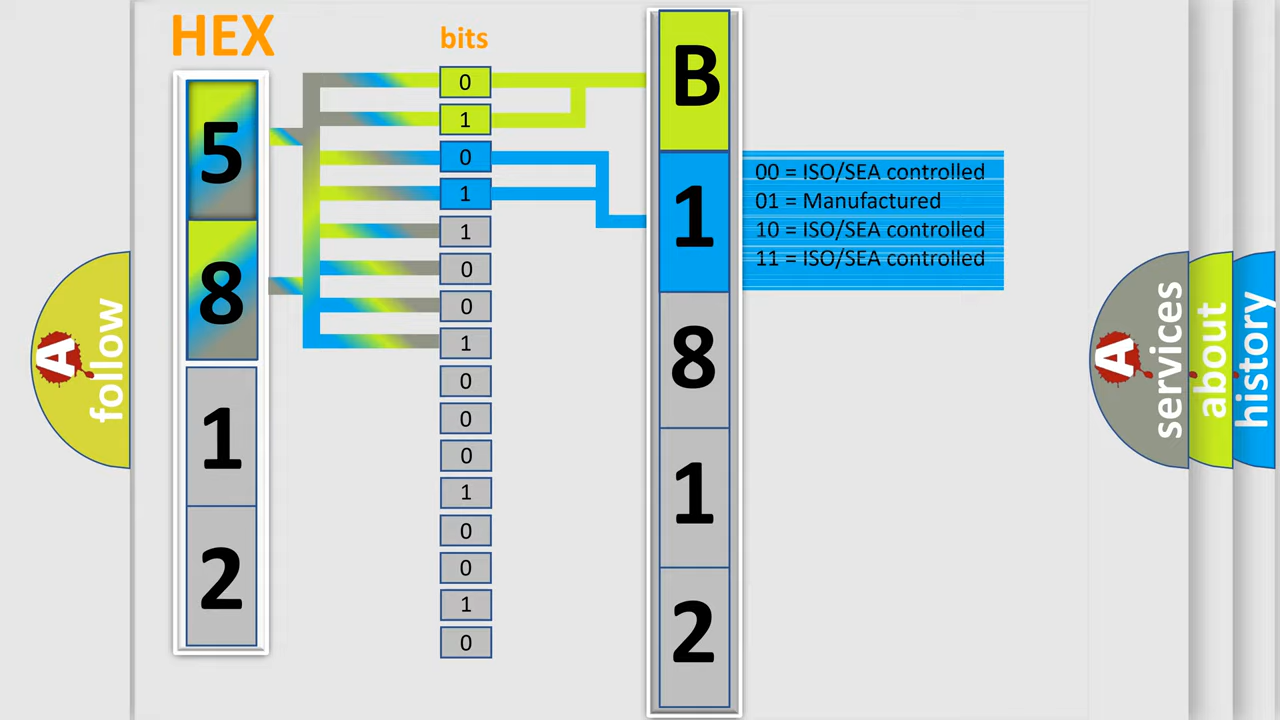 HEX
5
8
1
2
bits
0
1
0
1
1
0
0
1
0
0
0
1
0
0
1
0
B
1
8
1
2
00 = ISO/SEA controlled
01 = Manufactured
10 = ISO/SEA controlled
11 = ISO/SEA controlled
A
follow
A
services
about
history